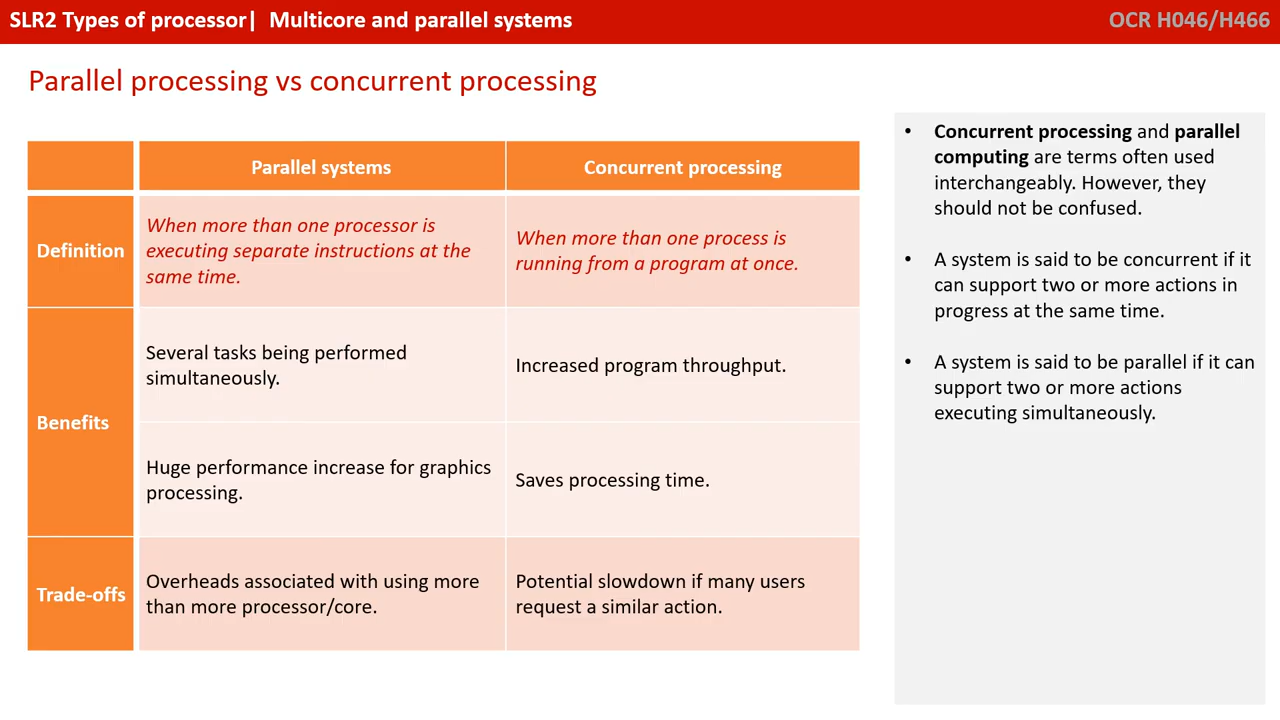 SLR2 Types of processor| Multicore and parallel systems
OCR H046/H466
Parallel processing vs concurrent processing
Parallel systems
Concurrent processing
Definition
When more than one processor is
executing separate instructions at the
same time.
When more than one process is
running from a program at once.
Benefits
Several tasks being performed
simultaneously.
Increased program throughput.
Huge performance increase for graphics
processing.
Saves processing time.
Trade-offs
Overheads associated with using more
than more processor/core.
Potential slowdown if many users
request a similar action.
• Concurrent processing and parallel
computing are terms often used
interchangeably. However, they
should not be confused.
• A system is said to be concurrent if it
can support two or more actions in
progress at the same time.
• A system is said to be parallel if it can
support two or more actions
executing simultaneously.